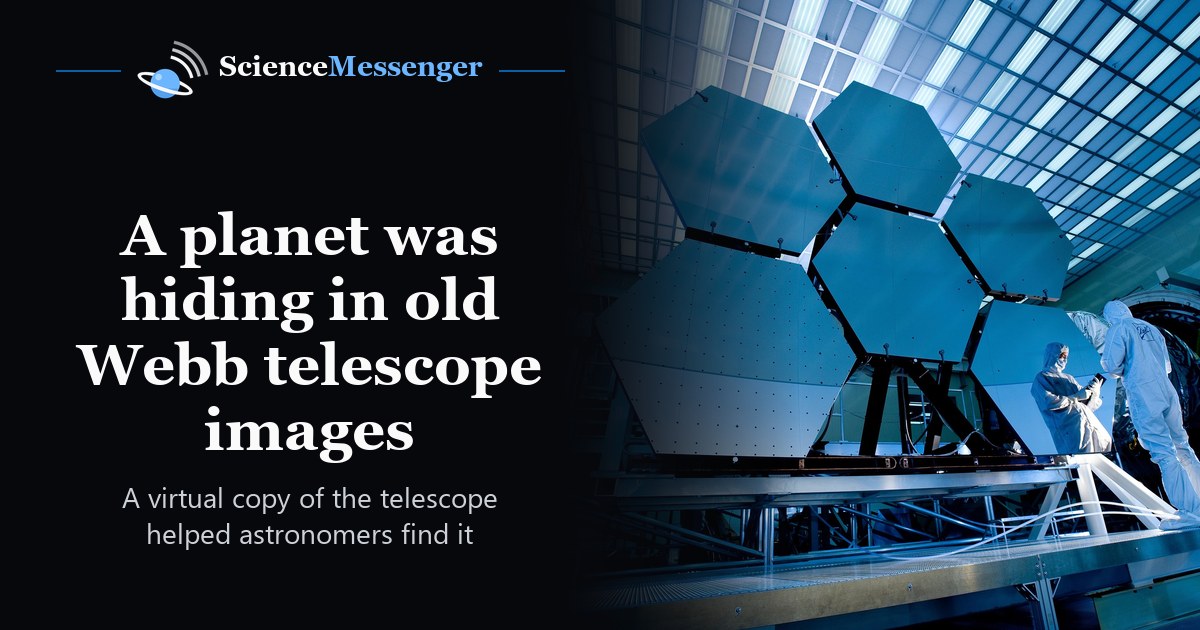 ScienceMessenger
A planet was
hiding in old
Webb telescope
images
A virtual copy of the telescope
helped astronomers find it